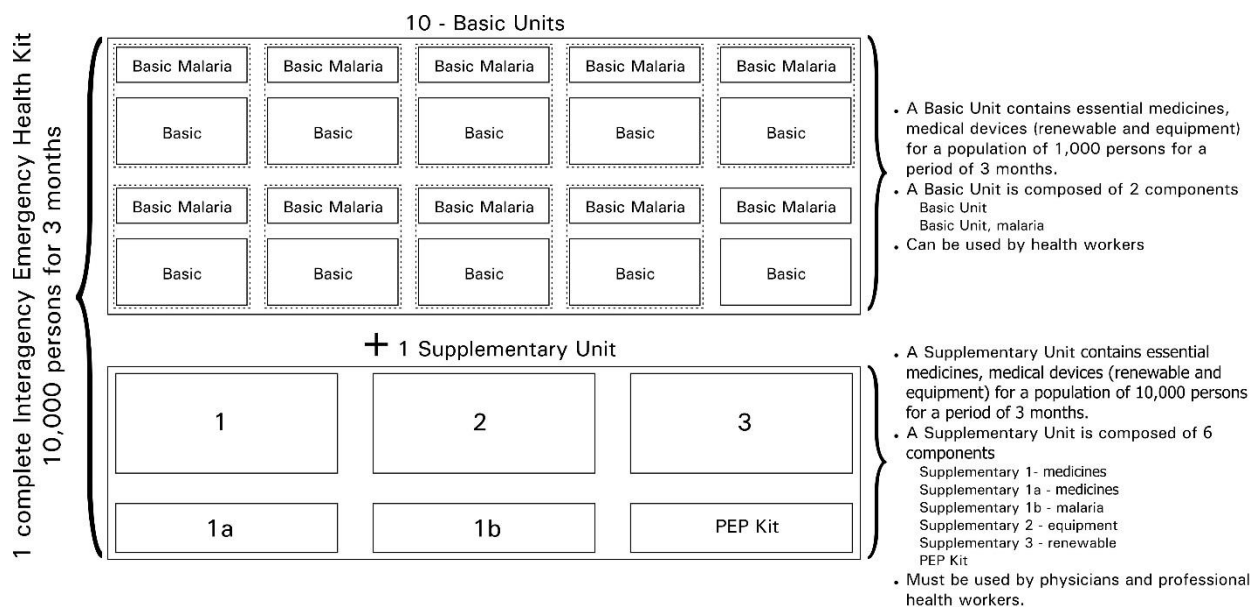 1 complete Interagency Emergency Health Kit
10,000 persons for 3 months
10 - Basic Units
Basic Malaria Basic Malaria Basic Malaria Basic Malaria Basic Malaria
Basic Basic Basic Basic Basic
Basic Malaria Basic Malaria Basic Malaria Basic Malaria Basic Malaria
Basic Basic Basic Basic Basic
• A Basic Unit contains essential medicines,
medical devices (renewable and equipment)
for a population of 1,000 persons for a
period of 3 months.
• A Basic Unit is composed of 2 components
Basic Unit
Basic Unit, malaria
• Can be used by health workers
+ 1 Supplementary Unit
1 2 3
1a 1b PEP Kit
• A Supplementary Unit contains essential
medicines, medical devices (renewable and
equipment) for a population of 10,000 persons
for a period of 3 months.
• A Supplementary Unit is composed of 6
components
Supplementary 1- medicines
Supplementary 1a - medicines
Supplementary 1b - malaria
Supplementary 2 - equipment
Supplementary 3 - renewable
PEP Kit
• Must be used by physicians and professional
health workers.